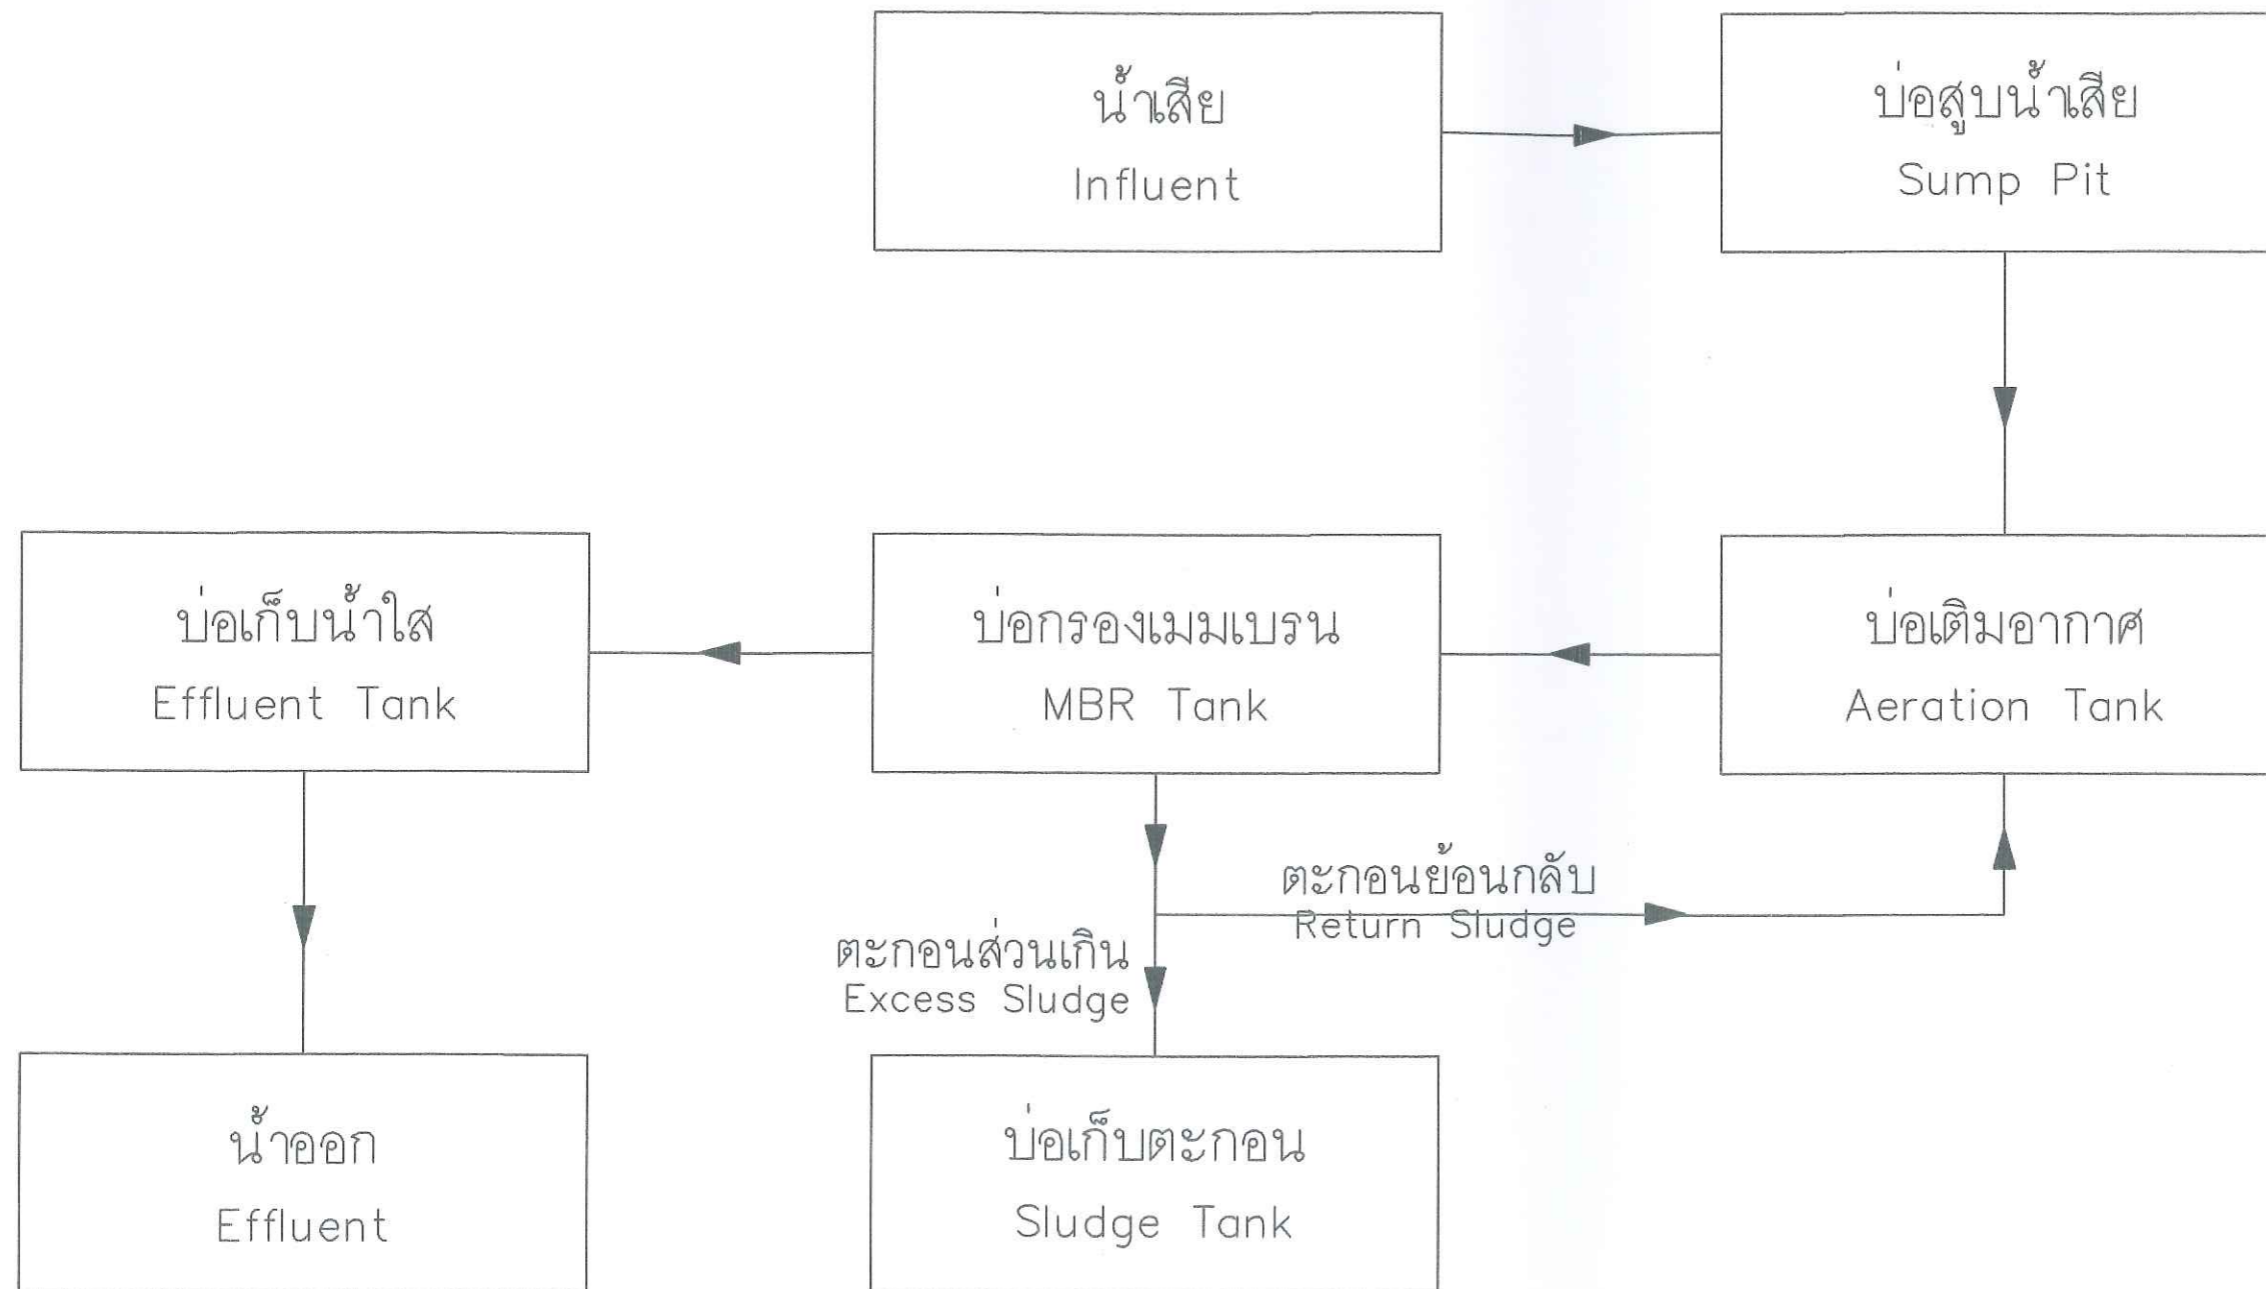 น้ำเสีย
Influent
บ่อสูบน้ำเสีย
Sump Pit
บ่อเก็บน้ำใส
Effluent Tank
บ่อกรองเมมเบรน
MBR Tank
บ่อเติมอากาศ
Aeration Tank
ตะกอนย้อนกลับ
Return Sludge
ตะกอนส่วนเกิน
Excess Sludge
น้ำออก
Effluent
บ่อเก็บตะกอน
Sludge Tank